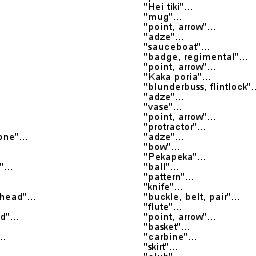 "Hei tiki"...
"mug"...
"point, arrow"...
"adze"...
"sauceboat"...
"badge, regimental"...
"point, arrow"...
"Kaka poria"...
"blunderbuss, flintlock"..
"adze"...
"vase"...
"point, arrow"...
"protractor"...
one"... "adze"...
"bow"...
"Pekapeka"...
"... "ball"...
"pattern"...
"knife"...
head"... "buckle, belt, pair"...
"flute"...
d"... "point, arrow"...
"basket"...
... "carbine"...
"skirt"...